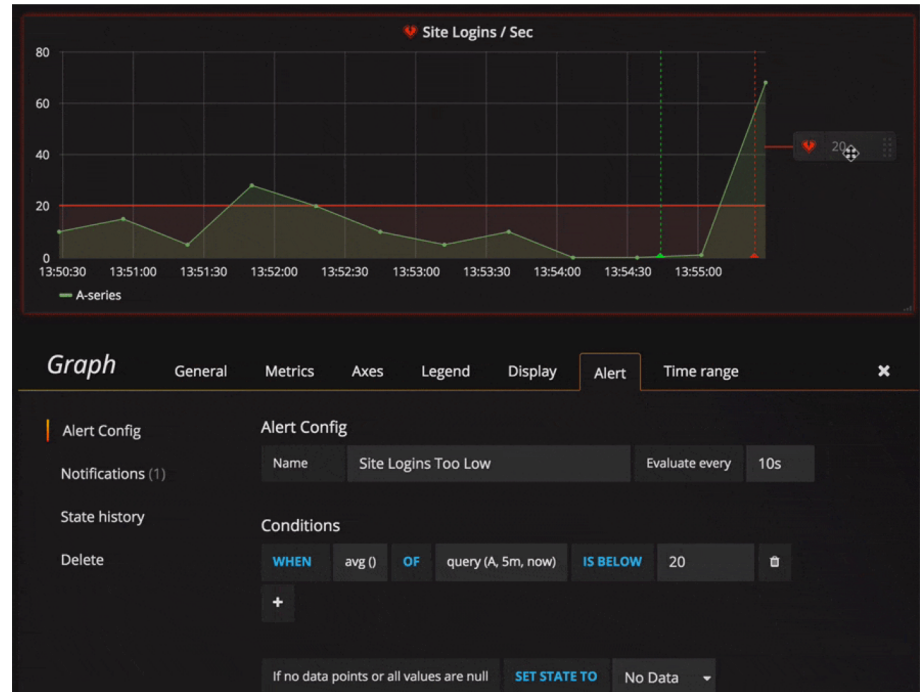 Site Logins / Sec
80
60
40
20
20
0
13:50:30 13:51:00 13:51:30 13:52:00 13:52:30 13:53:00 13:53:30 13:54:00 13:54:30 13:55:00
A-series
Graph General Metrics Axes Legend Display Alert Time range
Alert Config
Notifications (1)
State history
Delete
Alert Config
Name Site Logins Too Low Evaluate every 10s
Conditions
WHEN avg () OF query (A, 5m, now) IS BELOW 20
If no data points or all values are null SET STATE TO No Data